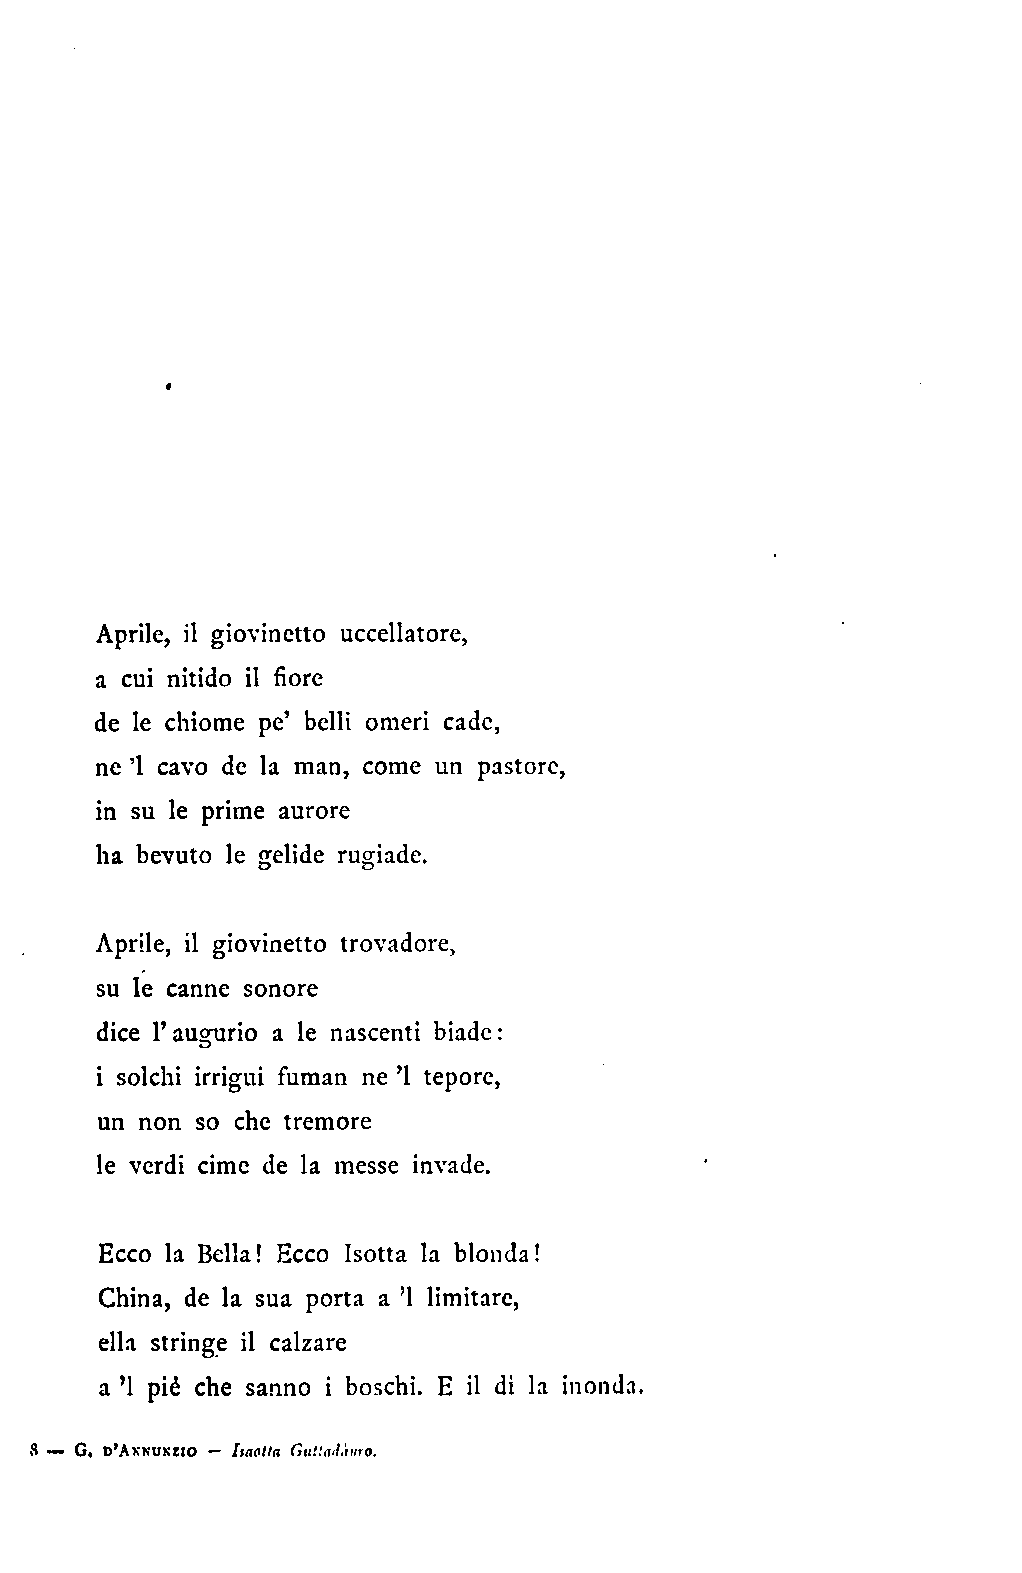 Aprile, il giovinetto uccellatore,
a cui nitido il fiore
de le chiome pe' belli omeri cade,
ne 'l cavo de la man, come un pastore,
in su le prime aurore
ha bevuto le gelide rugiade.
Aprile, il giovinetto trovadore,
su le canne sonore
dice l'augurio a le nascenti biade:
i solchi irrigui fuman ne 'l tepore,
un non so che tremore
le verdi cime de la messe invade.
Ecco la Bella! Ecco Isotta la blonda!
China, de la sua porta a 'l limitare,
ella stringe il calzare
a 'l piè che sanno i boschi. E il dì la inonda.
8 — G. D'ANNUNZIO — Isaotta Guttadàuro.